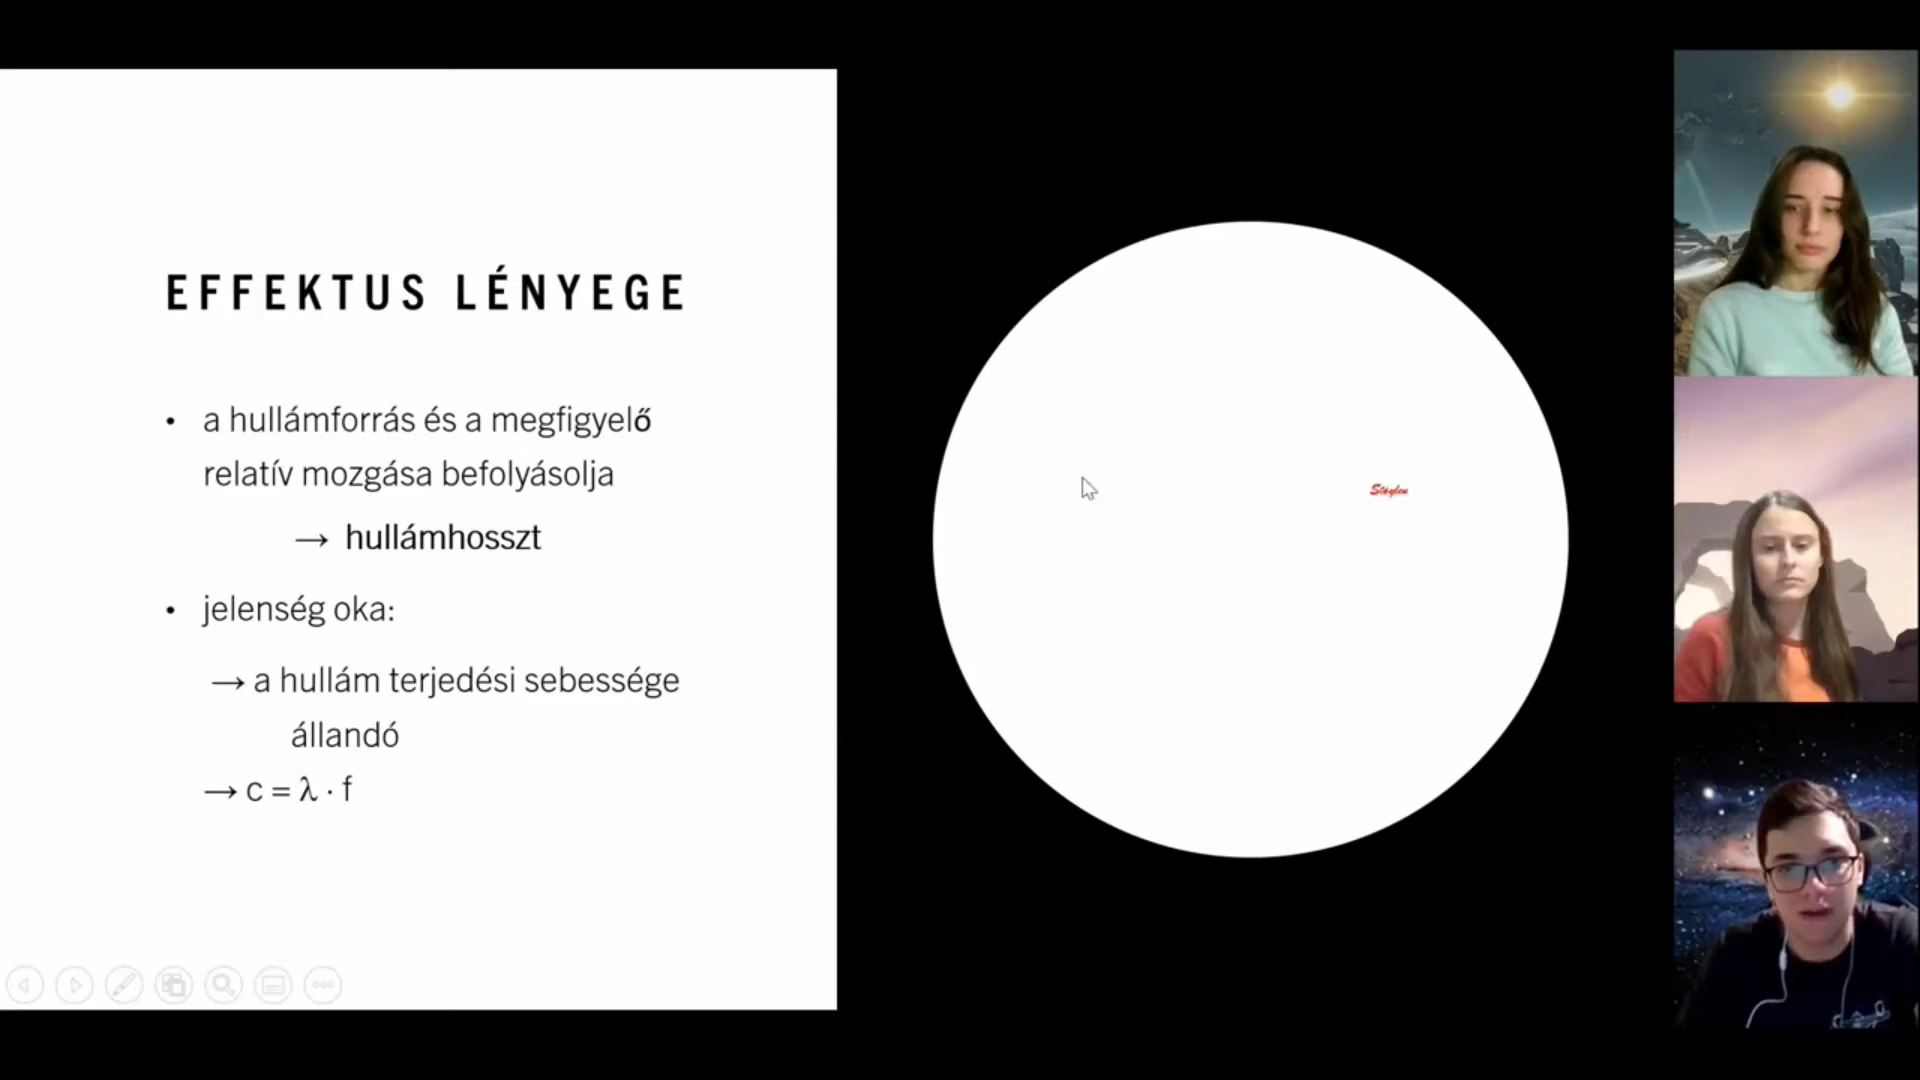 EFFEKTUS LÉNYEGE
• a hullámforrás és a megfigyelő
relatív mozgása befolyásolja
→ hullámhosszt
• jelenség oka:
→ a hullám terjedési sebessége
állandó
→ c = λ · f